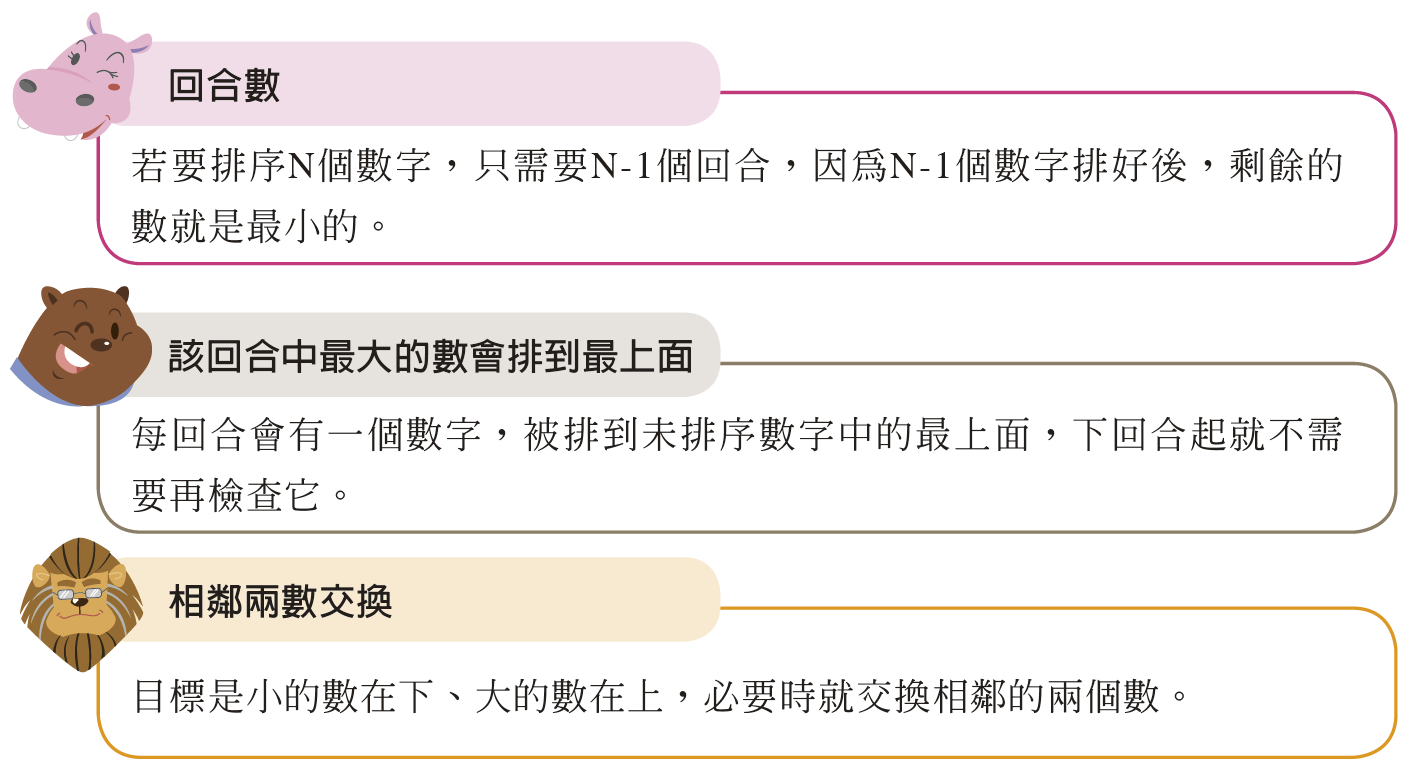 回合數
若要排序N個數字，只需要N-1個回合，因爲N-1個數字排好後，剩餘的
數就是最小的。
該回合中最大的數會排到最上面
每回合會有一個數字，被排到未排序數字中的最上面，下回合起就不需
要再檢查它。
相鄰兩數交換
目標是小的數在下、大的數在上，必要時就交換相鄰的兩個數。